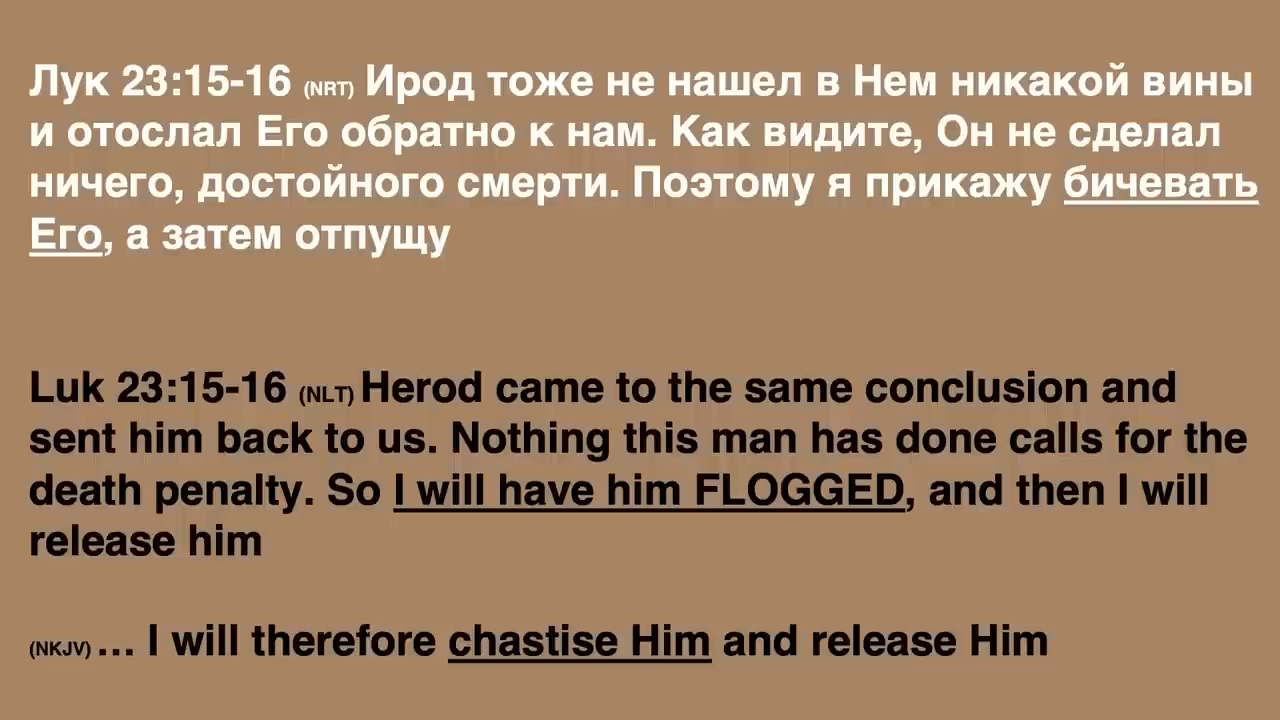 Лук 23:15-16 (NRT) Ирод тоже не нашел в Нем никакой вины
и отослал Его обратно к нам. Как видите, Он не сделал
ничего, достойного смерти. Поэтому я прикажу бичевать
Его, а затем отпущу
Luk 23:15-16 (NLT) Herod came to the same conclusion and
sent him back to us. Nothing this man has done calls for the
death penalty. So I will have him FLOGGED, and then I will
release him
(NKJV) … I will therefore chastise Him and release Him